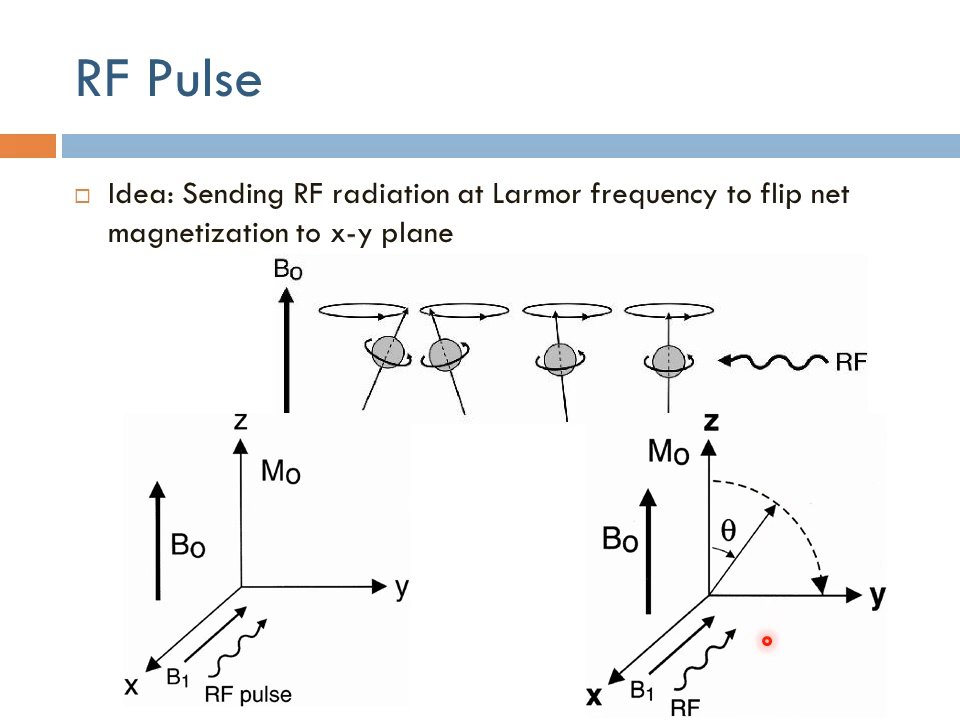 RF Pulse
Idea: Sending RF radiation at Larmor frequency to flip net
magnetization to x-y plane
Bo
RF
z
Mo
Bo
y
x
B1
RF pulse
z
Mo
θ
Bo
y
x
B1
RF